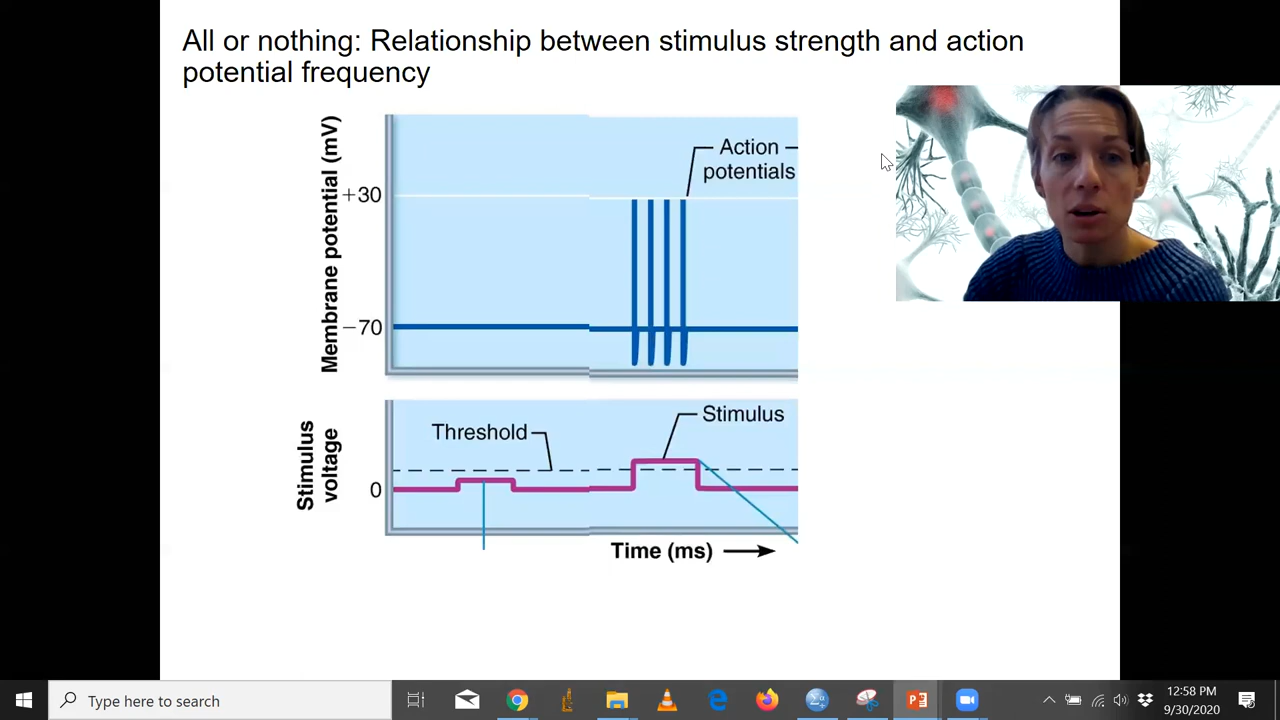 All or nothing: Relationship between stimulus strength and action
potential frequency
Membrane potential (mV)
+30
−70
Action
potentials
Stimulus
voltage
0
Threshold
Stimulus
Time (ms)
Type here to search
12:58 PM
9/30/2020